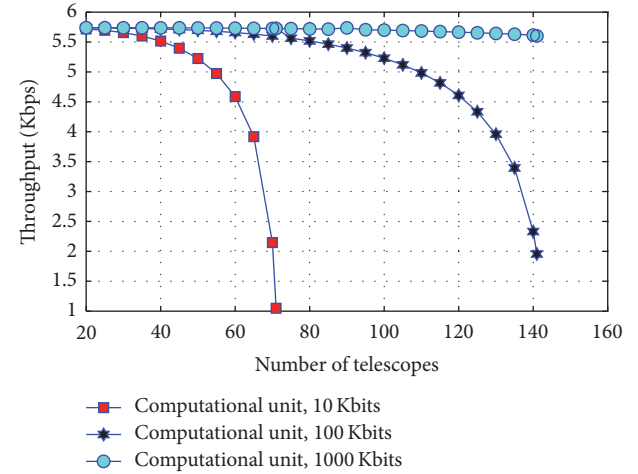 6
5.5
5
4.5
4
3.5
3
2.5
2
1.5
1
Throughput (Kbps)
20 40 60 80 100 120 140 160
Number of telescopes
Computational unit, 10 Kbits
Computational unit, 100 Kbits
Computational unit, 1000 Kbits